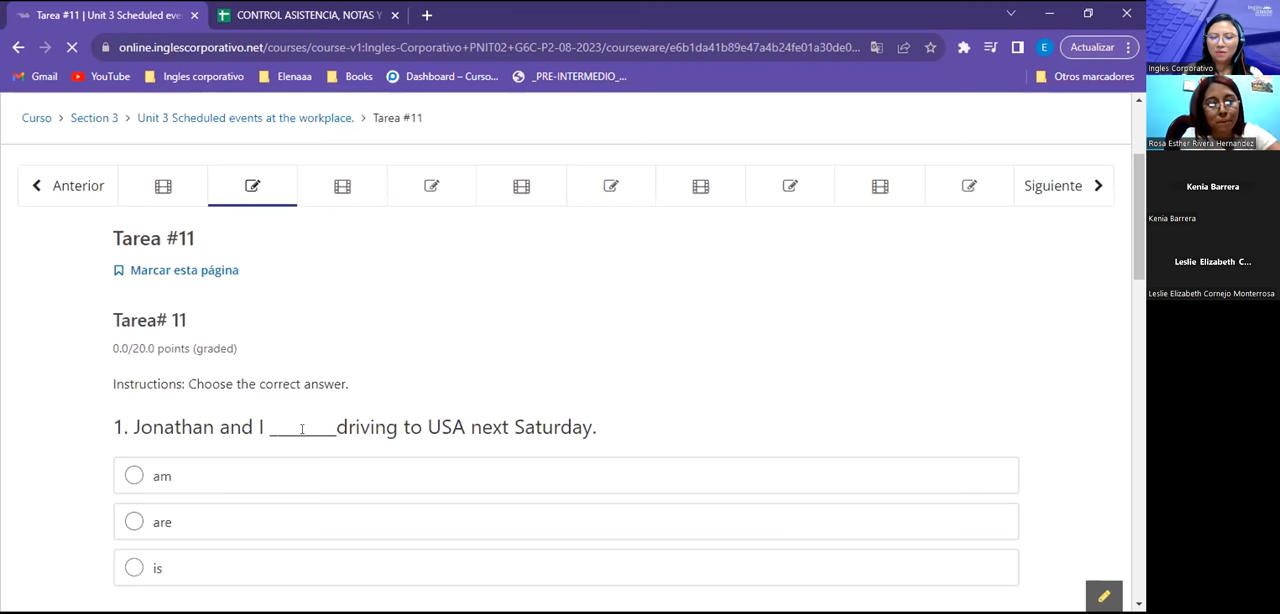 Tarea #11 | Unit 3 Scheduled eve
CONTROL ASISTENCIA, NOTAS Y
online.inglescorporativo.net/courses/course-v1:Ingles-Corporativo+PNIT02+G6C-P2-08-2023/courseware/e6b1da41b89e47a4b24fe01a30de0...
E
Actualizar
Gmail
YouTube
Ingles corporativo
Elenaaa
Books
Dashboard – Curso...
_PRE-INTERMEDIO_...
Otros marcadores
Curso > Section 3 > Unit 3 Scheduled events at the workplace. > Tarea #11
Anterior
Siguiente
Tarea #11
Marcar esta página
Tarea# 11
0.0/20.0 points (graded)
Instructions: Choose the correct answer.
1. Jonathan and I _______driving to USA next Saturday.
am
are
is
Ingles Corporativo
Rosa Esther Rivera Hernandez
Kenia Barrera
Kenia Barrera
Leslie Elizabeth C...
Leslie Elizabeth Cornejo Monterrosa